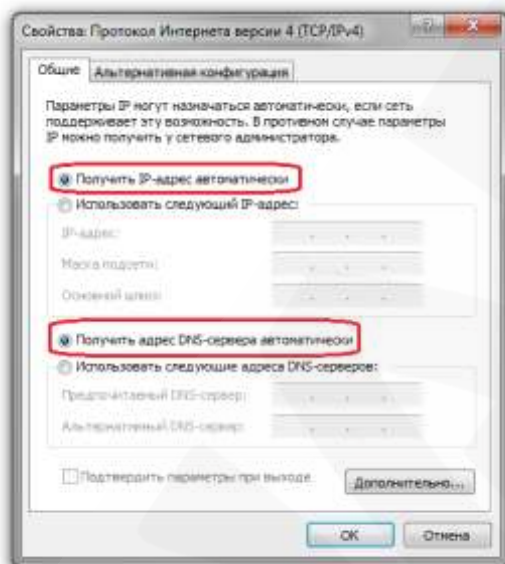 Свойства: Протокол Интернета версии 4 (TCP/IPv4)
Общие
Альтернативная конфигурация
Параметры IP могут назначаться автоматически, если сеть
поддерживает эту возможность. В противном случае параметры
IP можно получить у сетевого администратора.
Получить IP-адрес автоматически
Использовать следующий IP-адрес:
IP-адрес:
Маска подсети:
Основной шлюз:
Получить адрес DNS-сервера автоматически
Использовать следующие адреса DNS-серверов:
Предпочитаемый DNS-сервер:
Альтернативный DNS-сервер:
Подтвердить параметры при выходе
Дополнительно...
ОК
Отмена